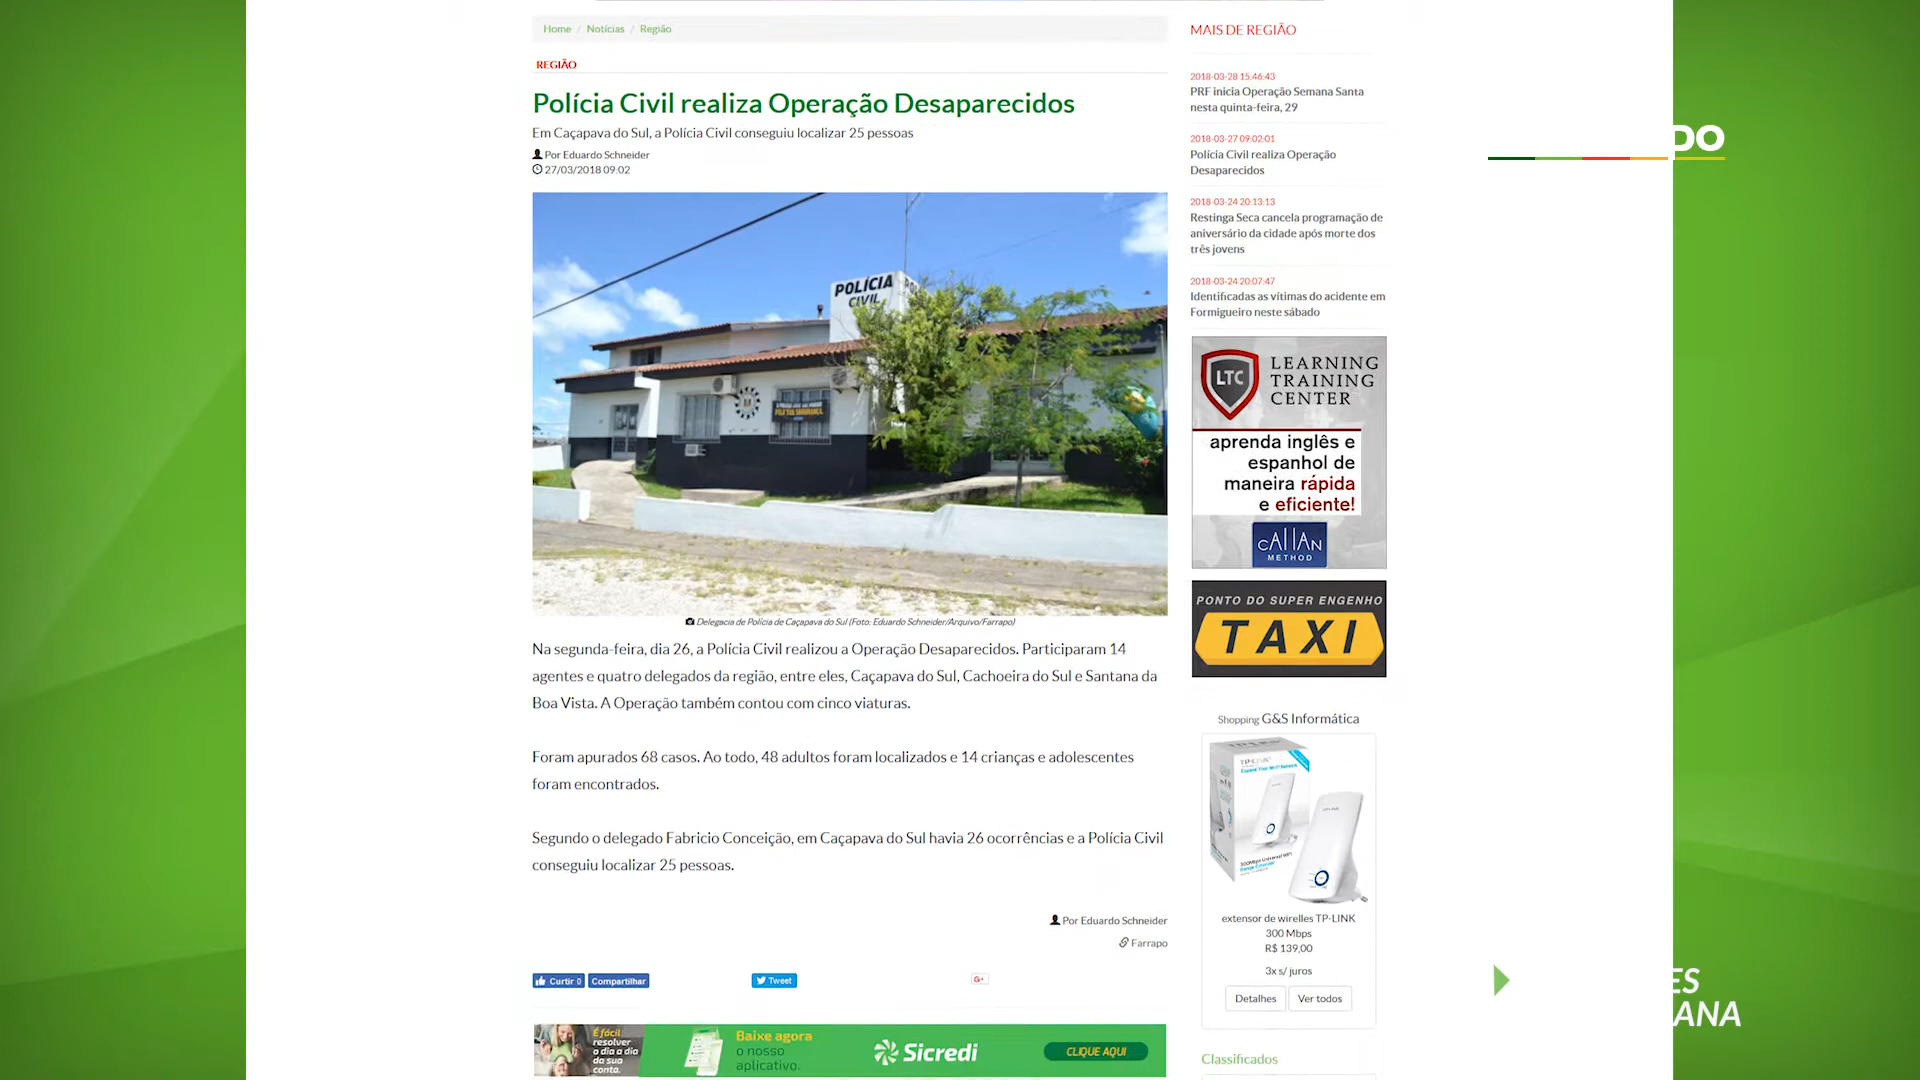 Home / Notícias / Região
REGIÃO
Polícia Civil realiza Operação Desaparecidos
Em Caçapava do Sul, a Polícia Civil conseguiu localizar 25 pessoas
Por Eduardo Schneider
27/03/2018 09:02
POLÍCIA
CIVIL
Delegacia de Polícia de Caçapava do Sul (Foto: Eduardo Schneider/Arquivo/Farrapo)
Na segunda-feira, dia 26, a Polícia Civil realizou a Operação Desaparecidos. Participaram 14
agentes e quatro delegados da região, entre eles, Caçapava do Sul, Cachoeira do Sul e Santana da
Boa Vista. A Operação também contou com cinco viaturas.
Foram apurados 68 casos. Ao todo, 48 adultos foram localizados e 14 crianças e adolescentes
foram encontrados.
Segundo o delegado Fabricio Conceição, em Caçapava do Sul havia 26 ocorrências e a Polícia Civil
conseguiu localizar 25 pessoas.
Por Eduardo Schneider
Farrapo
Curtir 0 Compartilhar
Tweet
G+
É fácil
resolver
o dia a dia
da sua
conta.
Baixe agora
o nosso
aplicativo.
Sicredi
CLIQUE AQUI
MAIS DE REGIÃO
2018-03-28 15:46:43
PRF inicia Operação Semana Santa
nesta quinta-feira, 29
2018-03-27 09:02:01
Polícia Civil realiza Operação
Desaparecidos
2018-03-24 20:13:13
Restinga Seca cancela programação de
aniversário da cidade após morte dos
três jovens
2018-03-24 20:07:47
Identificadas as vítimas do acidente em
Formigueiro neste sábado
LTC
LEARNING
TRAINING
CENTER
aprenda inglês e
espanhol de
maneira rápida
e eficiente!
CAllAN
METHOD
PONTO DO SUPER ENGENHO
TAXI
Shopping G&S Informática
TP-LINK
extensor de wirelles TP-LINK
300 Mbps
R$ 139,00
3x s/ juros
Detalhes
Ver todos
Classificados
DO
ES
ANA